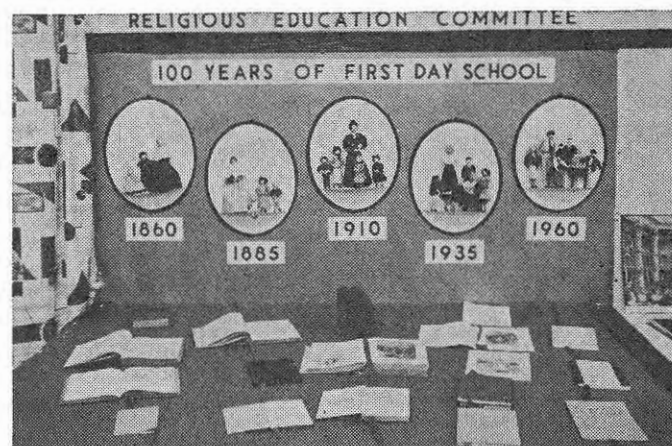 RELIGIOUS EDUCATION COMMITTEE
100 YEARS OF FIRST DAY SCHOOL
1860
1885
1910
1935
1960